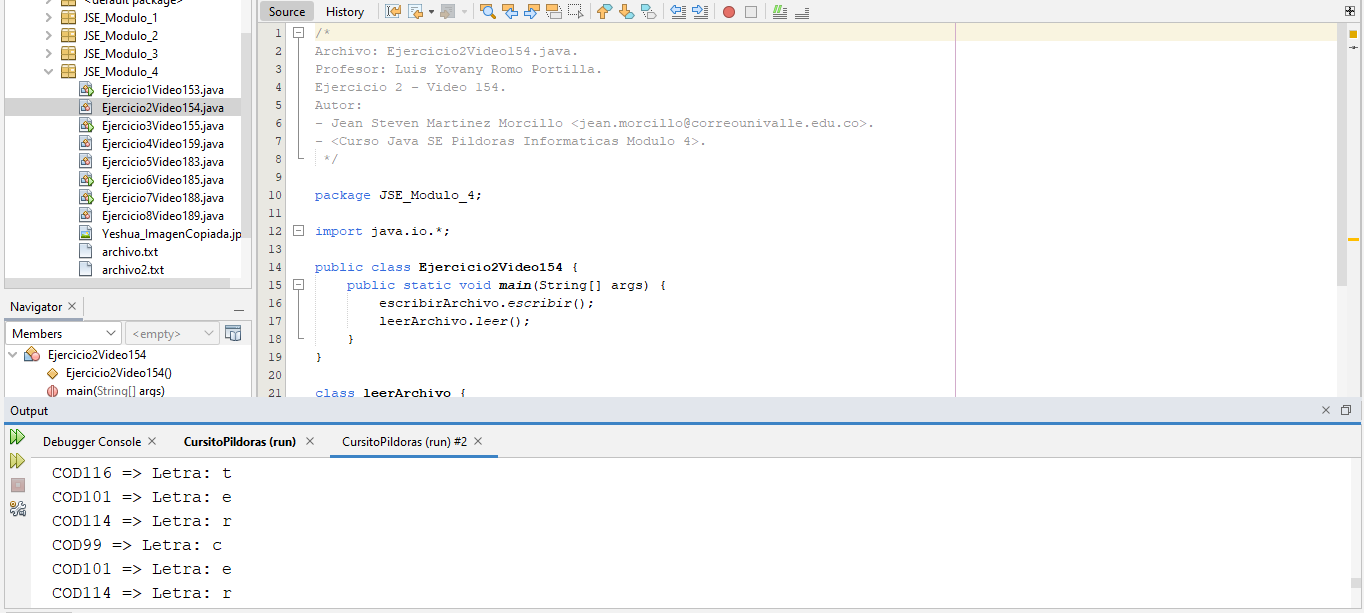 <default package>
JSE_Modulo_1
JSE_Modulo_2
JSE_Modulo_3
JSE_Modulo_4
Ejercicio1Video153.java
Ejercicio2Video154.java
Ejercicio3Video155.java
Ejercicio4Video159.java
Ejercicio5Video183.java
Ejercicio6Video185.java
Ejercicio7Video188.java
Ejercicio8Video189.java
Yeshua_ImagenCopiada.jp
archivo.txt
archivo2.txt
Navigator
Members
<empty>
Ejercicio2Video154
Ejercicio2Video154()
main(String[] args)
Source History
1 /*
2 Archivo: Ejercicio2Video154.java.
3 Profesor: Luis Yovany Romo Portilla.
4 Ejercicio 2 - Video 154.
5 Autor:
6 - Jean Steven Martinez Morcillo <jean.morcillo@correounivalle.edu.co>.
7 - <Curso Java SE Pildoras Informaticas Modulo 4>.
8 */
9
10 package JSE_Modulo_4;
11
12 import java.io.*;
13
14 public class Ejercicio2Video154 {
15 public static void main(String[] args) {
16 escribirArchivo.escribir();
17 leerArchivo.leer();
18 }
19 }
20
21 class leerArchivo {
Output
Debugger Console CursitoPildoras (run) CursitoPildoras (run) #2
COD116 => Letra: t
COD101 => Letra: e
COD114 => Letra: r
COD99 => Letra: c
COD101 => Letra: e
COD114 => Letra: r